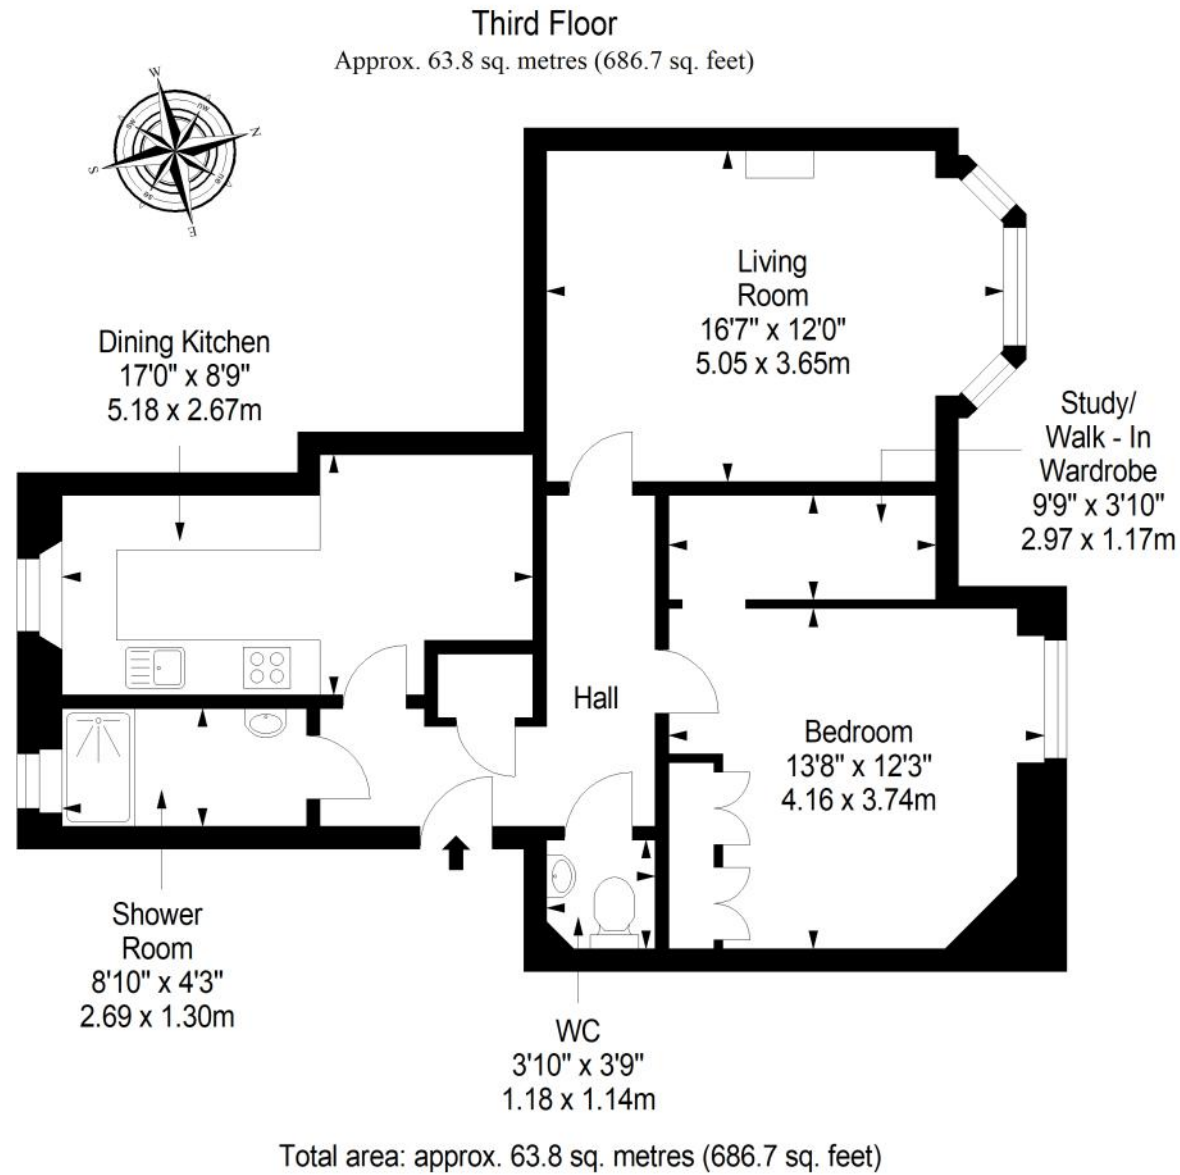 Third Floor
Approx. 63.8 sq. metres (686.7 sq. feet)
W
nw
N
sw
ne
S
se
E
Living
Room
16'7" x 12'0"
5.05 x 3.65m
Dining Kitchen
17'0" x 8'9"
5.18 x 2.67m
Study/
Walk - In
Wardrobe
9'9" x 3'10"
2.97 x 1.17m
Hall
Bedroom
13'8" x 12'3"
4.16 x 3.74m
Shower
Room
8'10" x 4'3"
2.69 x 1.30m
WC
3'10" x 3'9"
1.18 x 1.14m
Total area: approx. 63.8 sq. metres (686.7 sq. feet)